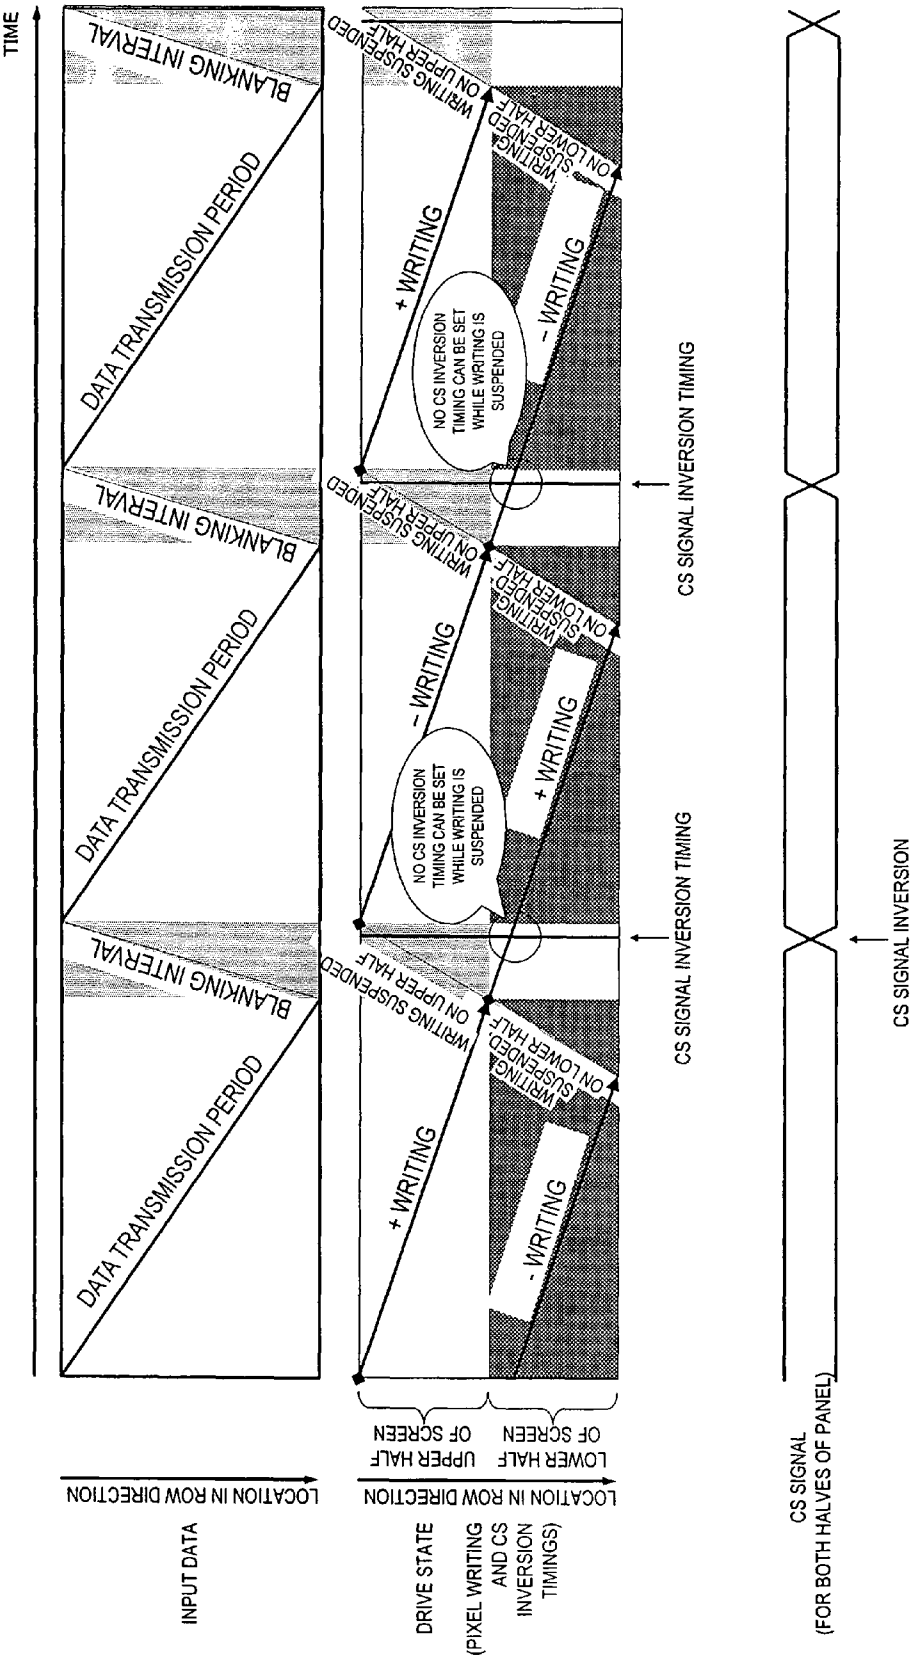 TIME
INPUT DATA
LOCATION IN ROW DIRECTION
DATA TRANSMISSION PERIOD
BLANKING INTERVAL
DATA TRANSMISSION PERIOD
BLANKING INTERVAL
DATA TRANSMISSION PERIOD
BLANKING INTERVAL
DRIVE STATE
(PIXEL WRITING
AND CS
INVERSION
TIMINGS)
LOCATION IN ROW DIRECTION
UPPER HALF
OF SCREEN
LOWER HALF
OF SCREEN
+ WRITING
WRITING SUSPENDED
ON UPPER HALF
- WRITING
WRITING SUSPENDED
ON UPPER HALF
+ WRITING
WRITING SUSPENDED
ON UPPER HALF
- WRITING
WRITING
SUSPENDED
ON LOWER HALF
+ WRITING
WRITING
SUSPENDED
ON LOWER HALF
- WRITING
WRITING
SUSPENDED
ON LOWER HALF
NO CS INVERSION
TIMING CAN BE SET
WHILE WRITING IS
SUSPENDED
NO CS INVERSION
TIMING CAN BE SET
WHILE WRITING IS
SUSPENDED
CS SIGNAL INVERSION TIMING
CS SIGNAL INVERSION TIMING
CS SIGNAL
(FOR BOTH HALVES OF PANEL)
CS SIGNAL INVERSION